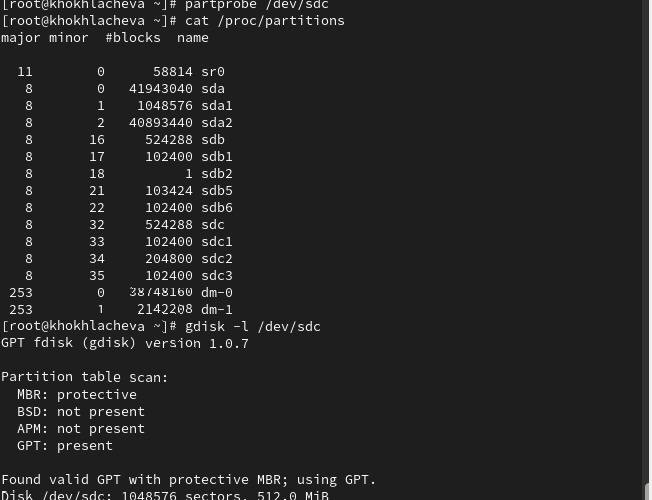 [root@khokhlacheva ~]# partprobe /dev/sdc
[root@khokhlacheva ~]# cat /proc/partitions
major minor  #blocks  name
  11        0      58814 sr0
   8        0   41943040 sda
   8        1    1048576 sda1
   8        2   40893440 sda2
   8       16     524288 sdb
   8       17     102400 sdb1
   8       18          1 sdb2
   8       21     103424 sdb5
   8       22     102400 sdb6
   8       32     524288 sdc
   8       33     102400 sdc1
   8       34     204800 sdc2
   8       35     102400 sdc3
 253        0   38748160 dm-0
 253        1    2142208 dm-1
[root@khokhlacheva ~]# gdisk -l /dev/sdc
GPT fdisk (gdisk) version 1.0.7
Partition table scan:
  MBR: protective
  BSD: not present
  APM: not present
  GPT: present
Found valid GPT with protective MBR; using GPT.
Disk /dev/sdc: 1048576 sectors, 512.0 MiB